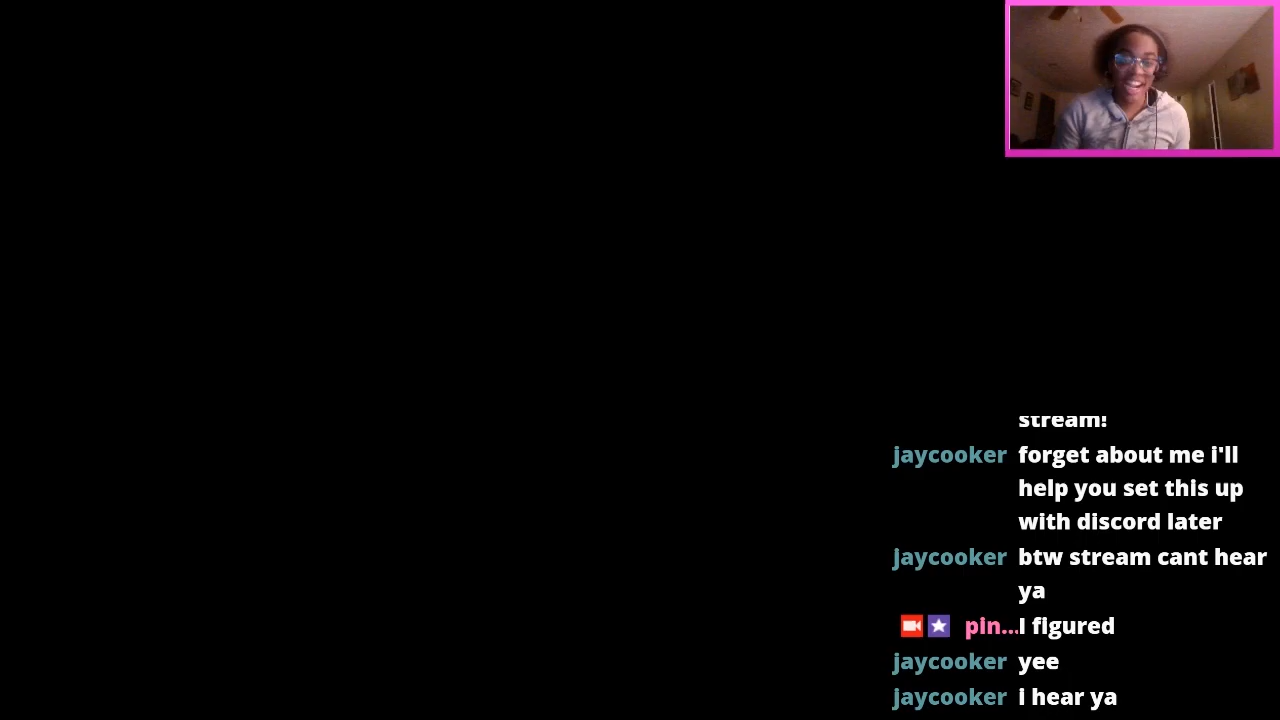 stream!
jaycooker forget about me i'll
help you set this up
with discord later
jaycooker btw stream cant hear
ya
pin... I figured
jaycooker yee
jaycooker i hear ya